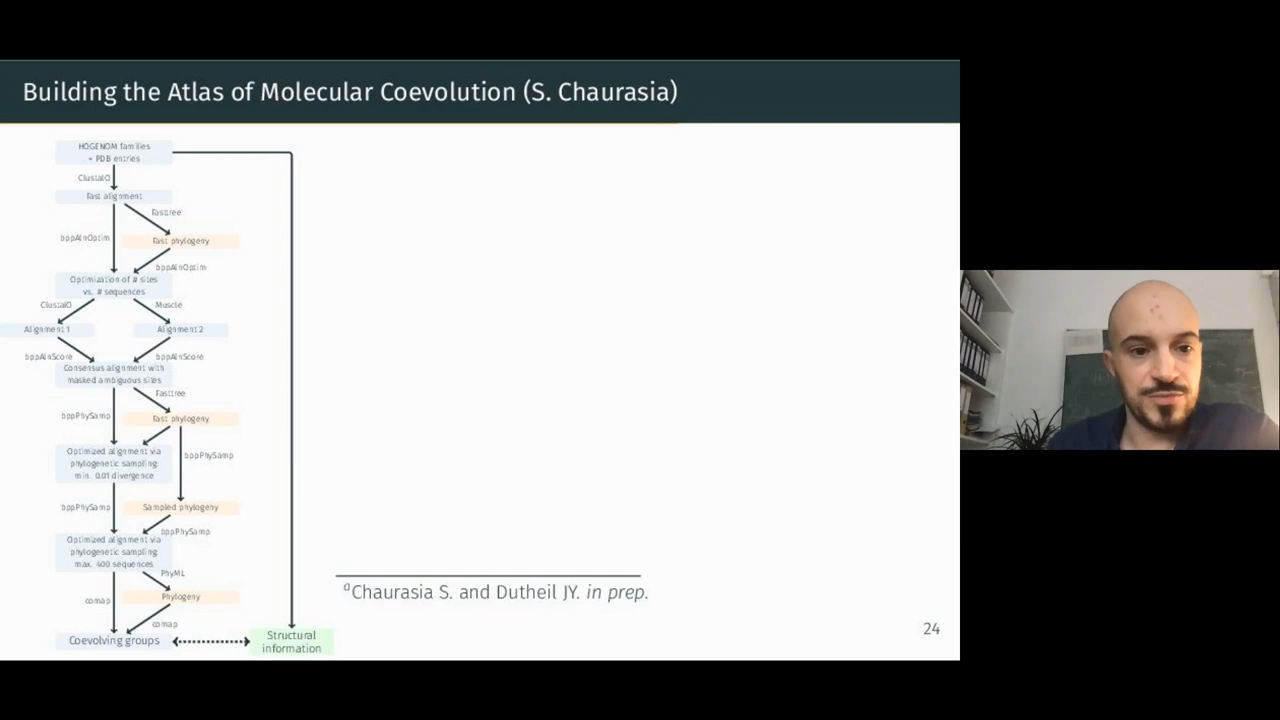 Building the Atlas of Molecular Coevolution (S. Chaurasia)
HOGENOM families
+ PDB entries
ClustalO
Fast alignment
Fasttree
bppAlnOptim
Fast phylogeny
bppAlnOptim
Optimization of # sites
vs. # sequences
ClustalO
Muscle
Alignment 1
Alignment 2
bppAlnScore
bppAlnScore
Consensus alignment with
masked ambiguous sites
Fasttree
bppPhySamp
Fast phylogeny
Optimized alignment via
phylogenetic sampling:
min. 0.01 divergence
bppPhySamp
bppPhySamp
Sampled phylogeny
bppPhySamp
Optimized alignment via
phylogenetic sampling:
max. 400 sequences
PhyML
comap
Phylogeny
comap
Coevolving groups
Structural
information
aChaurasia S. and Dutheil JY. in prep.
24